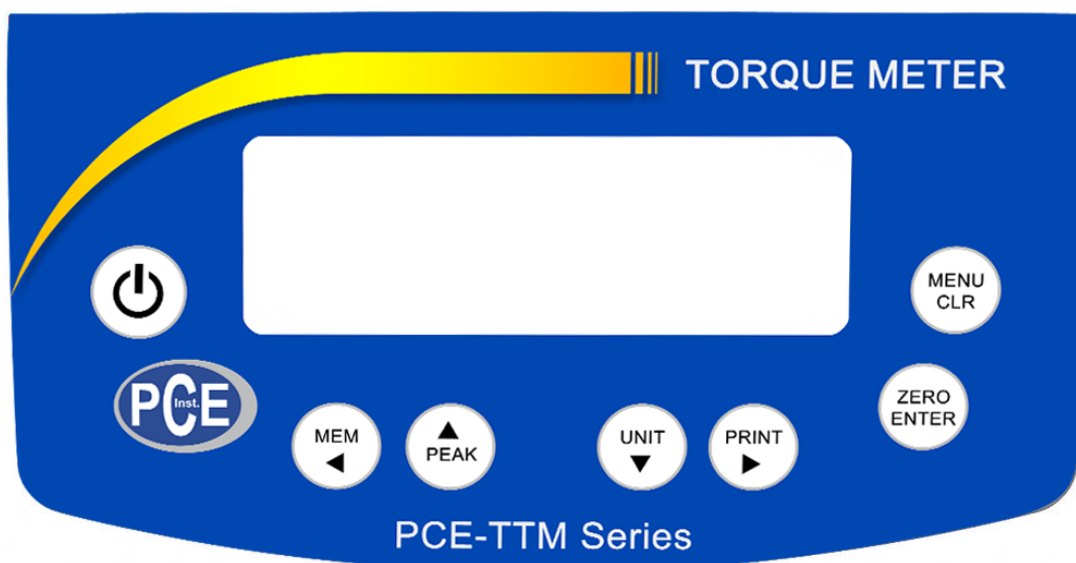 TORQUE METER
MENU
CLR
PCE
Inst.
ZERO
ENTER
MEM
◄
▲
PEAK
UNIT
▼
PRINT
►
PCE-TTM Series